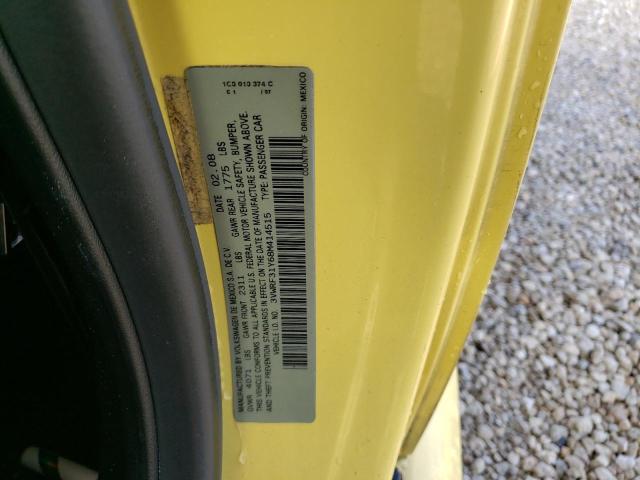 1C0 010 374 C
E 1 / 07
MANUFACTURED BY VOLKSWAGEN DE MEXICO S.A. DE C.V. DATE 02.08
GVWR 4071 LBS GAWR FRONT 2311 LBS GAWR REAR 1775 LBS
THIS VEHICLE CONFORMS TO ALL APPLICABLE U.S. FEDERAL MOTOR VEHICLE SAFETY, BUMPER,
AND THEFT PREVENTION STANDARDS IN EFFECT ON THE DATE OF MANUFACTURE SHOWN ABOVE.
VEHICLE I.D. NO. 3VWRF31Y68M414515 TYPE: PASSENGER CAR
COUNTRY OF ORIGIN: MEXICO